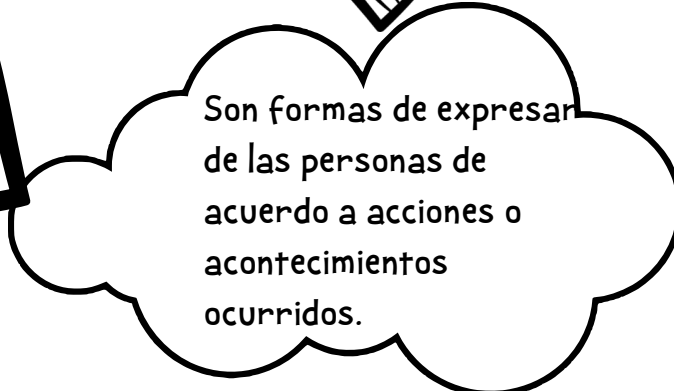 Son formas de expresar
de las personas de
acuerdo a acciones o
acontecimientos
ocurridos.